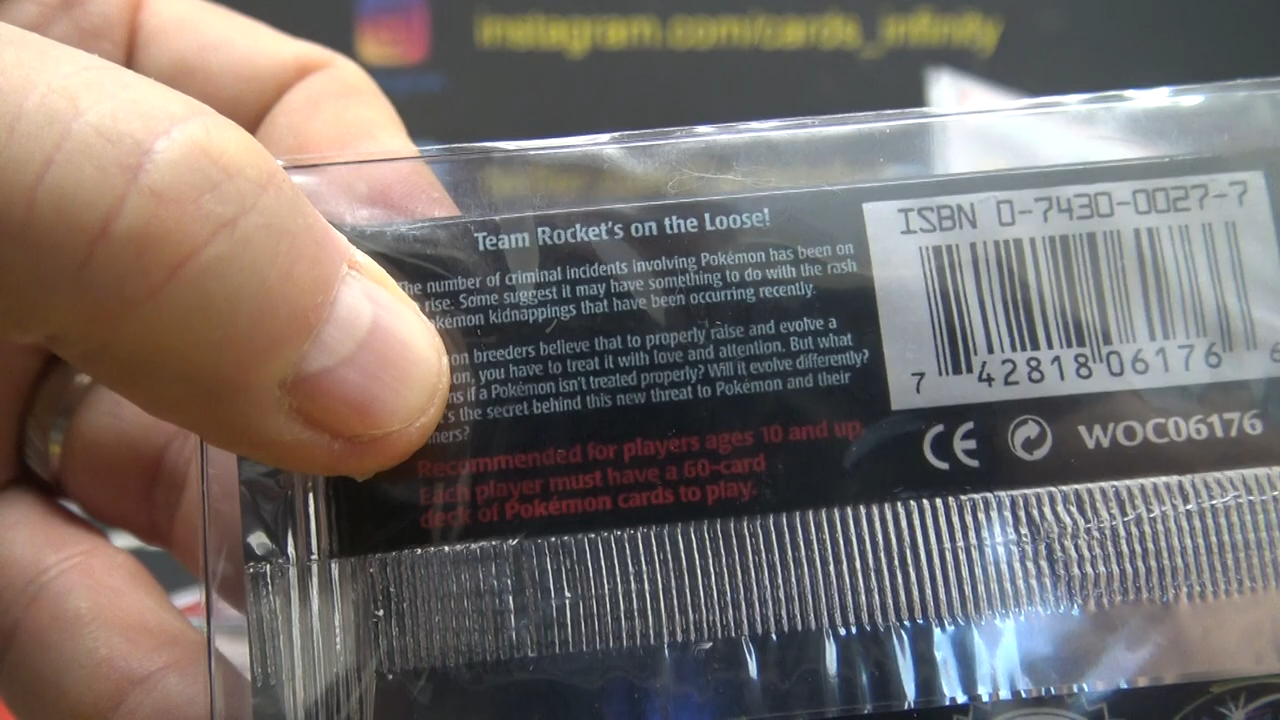 instagram.com/cards_infinity
Team Rocket's on the Loose!
he number of criminal incidents involving Pokémon has been on
rise. Some suggest it may have something to do with the rash
kémon kidnappings that have been occurring recently.
on breeders believe that to properly raise and evolve a
on, you have to treat it with love and attention. But what
ns if a Pokémon isn't treated properly? Will it evolve differently?
's the secret behind this new threat to Pokémon and their
ners?
Recommended for players ages 10 and up.
Each player must have a 60-card
deck of Pokémon cards to play.
ISBN 0-7430-0027-7
7 42818 06176 6
CE WOC06176